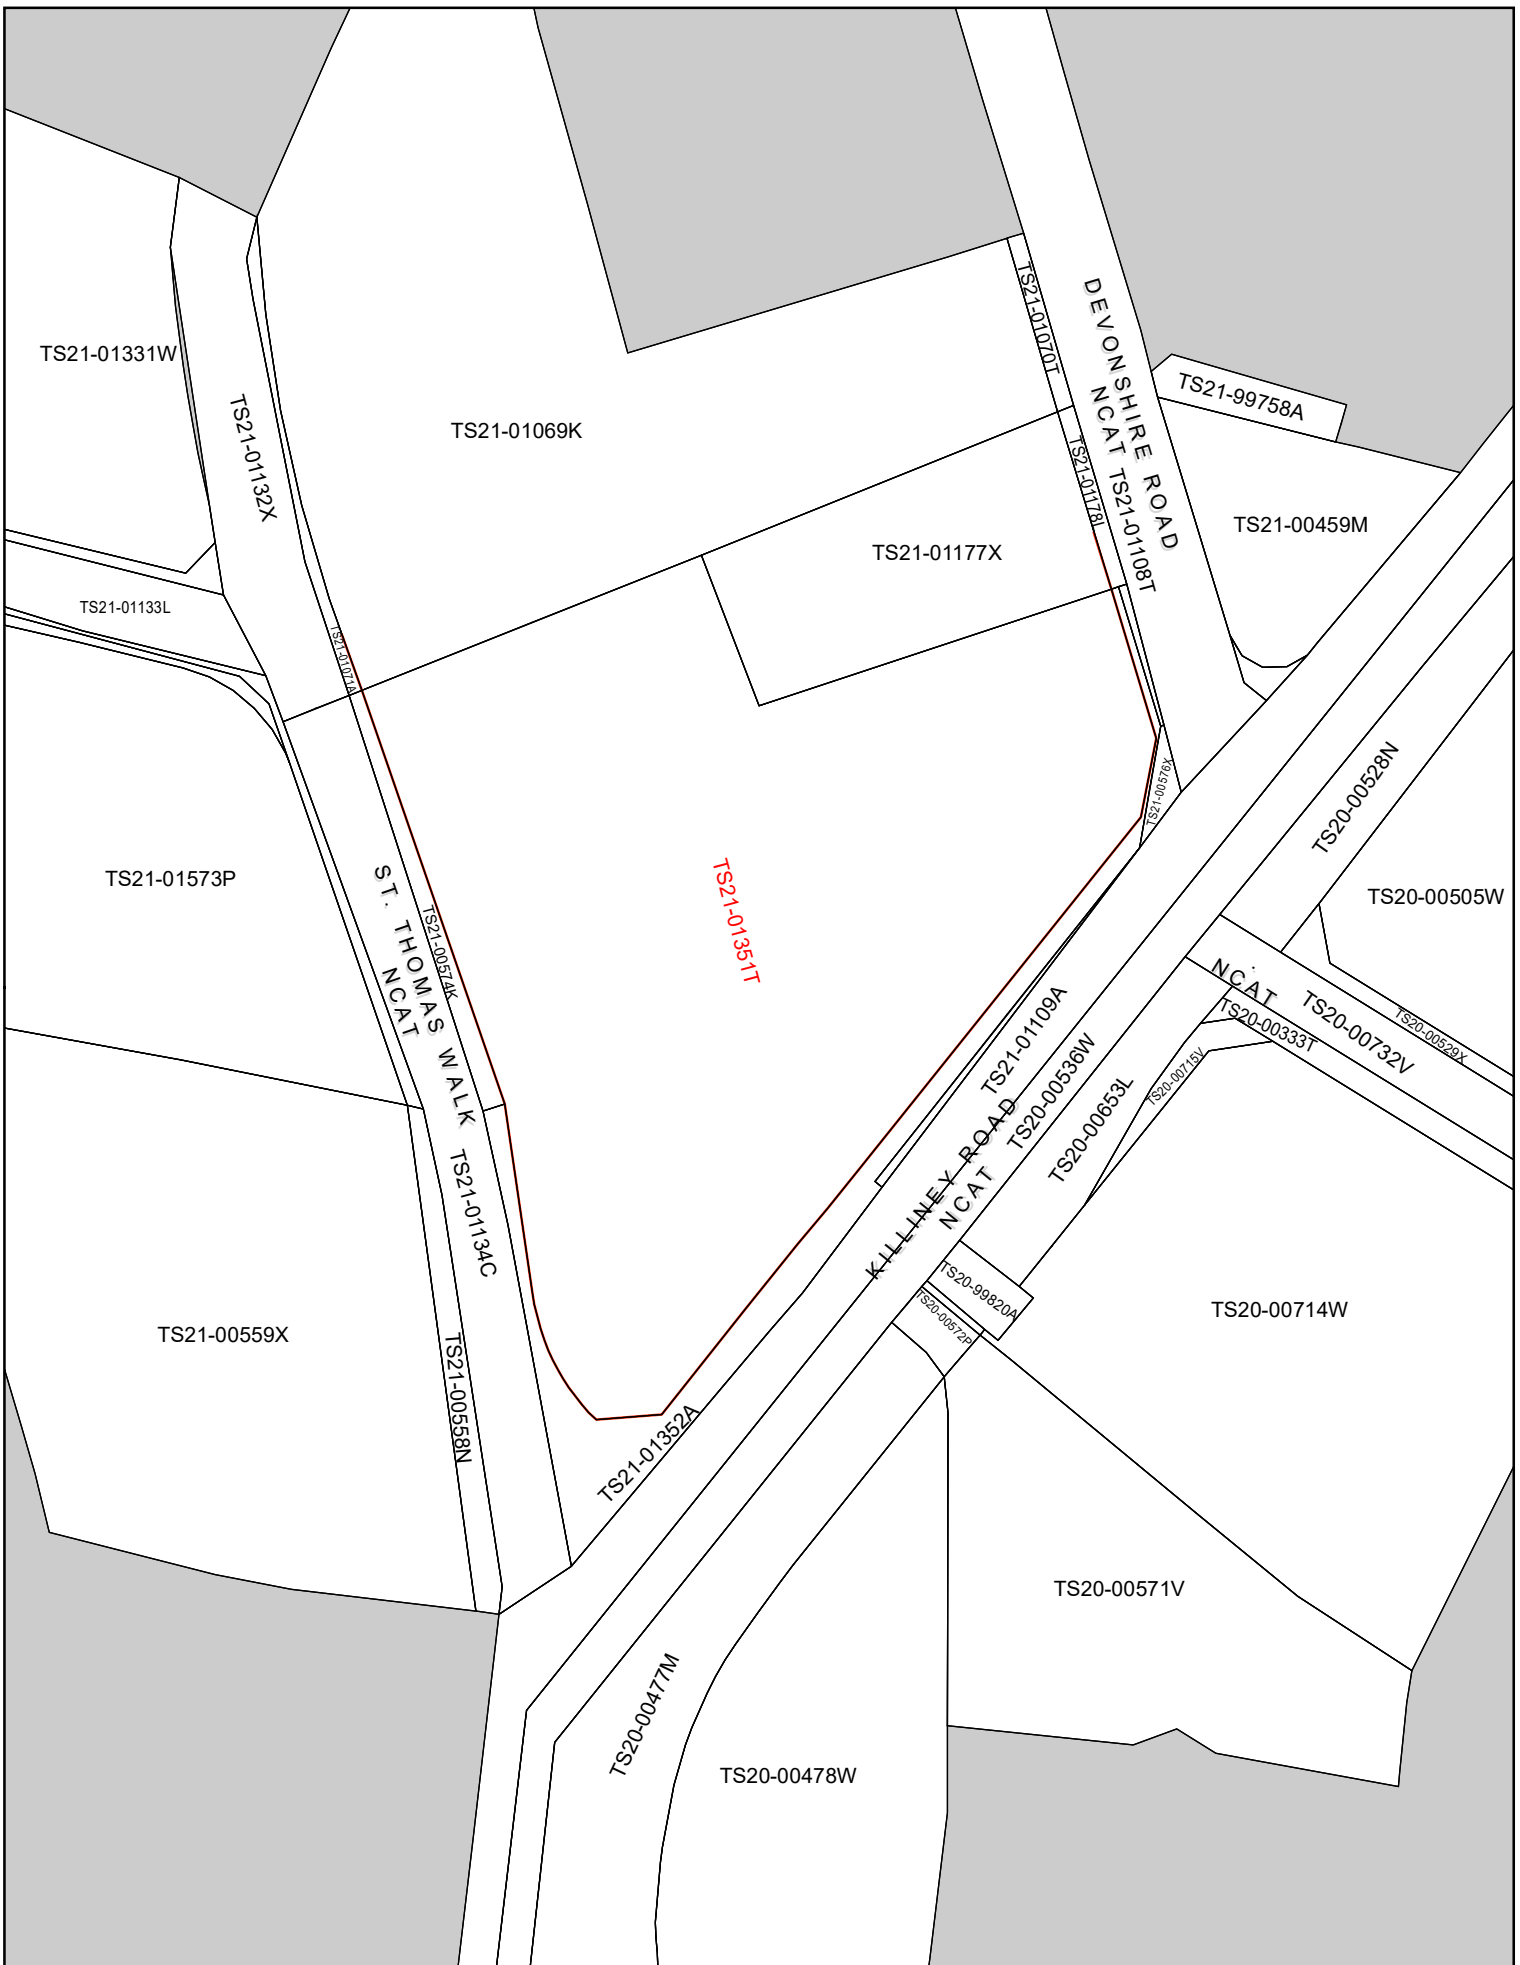 TS21-01070T
DEVONSHIRE ROAD
NCAT TS21-01108T
TS21-01331W
TS21-99758A
TS21-01132X
TS21-01069K
TS21-01178L
TS21-00459M
TS21-01177X
TS21-01133L
TS21-01071A
TS21-00576X
TS20-00528N
TS21-01573P
ST. THOMAS WALK TS21-01134C
NCAT
TS21-00574K
TS21-01351T
TS20-00505W
NCAT TS20-00732V
TS20-00333T
TS20-00529X
TS21-01109A
KILLINEY ROAD
NCAT TS20-00536W
TS20-00653L
TS20-00715V
TS20-99820A
TS20-00572P
TS20-00714W
TS21-00559X
TS21-00558N
TS21-01352A
TS20-00571V
TS20-00477M
TS20-00478W